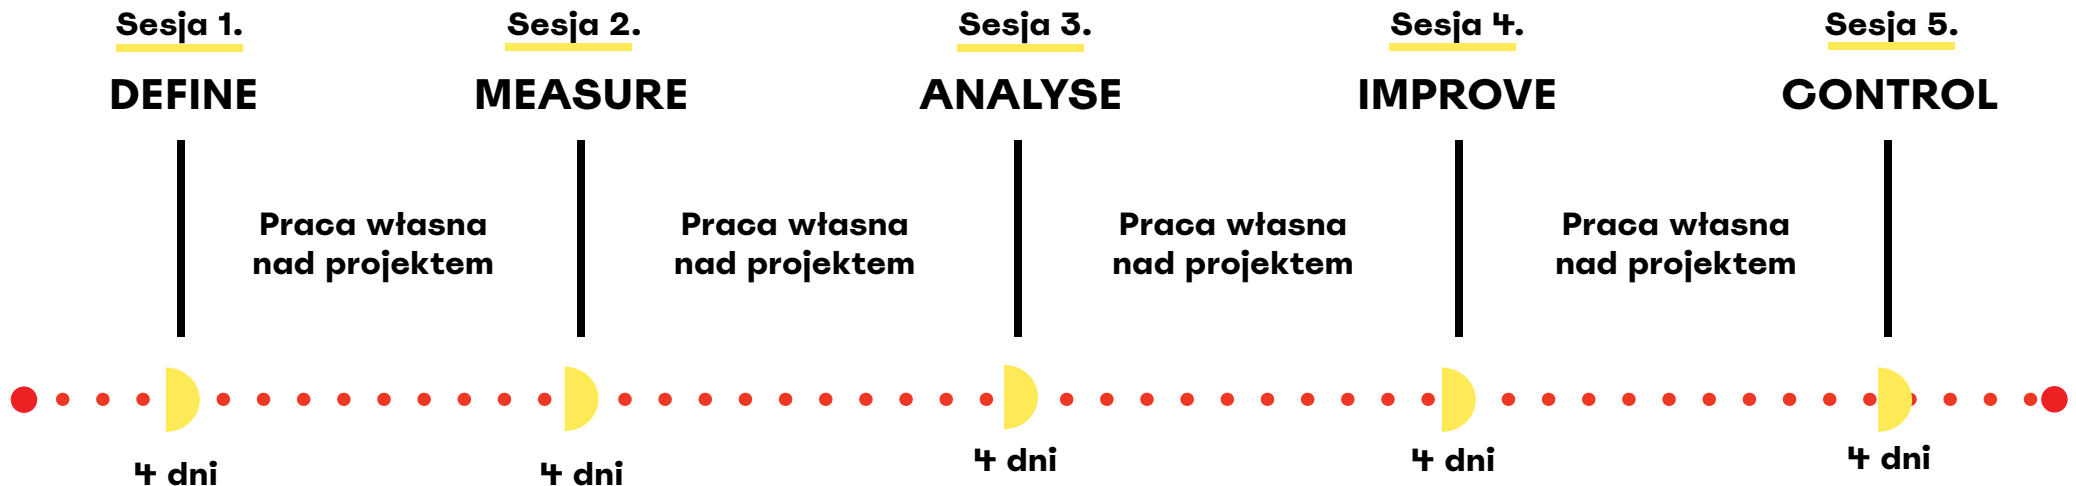 Sesja 1.
DEFINE
Sesja 2.
MEASURE
Sesja 3.
ANALYSE
Sesja 4.
IMPROVE
Sesja 5.
CONTROL
Praca własna
nad projektem
Praca własna
nad projektem
Praca własna
nad projektem
Praca własna
nad projektem
4 dni
4 dni
4 dni
4 dni
4 dni